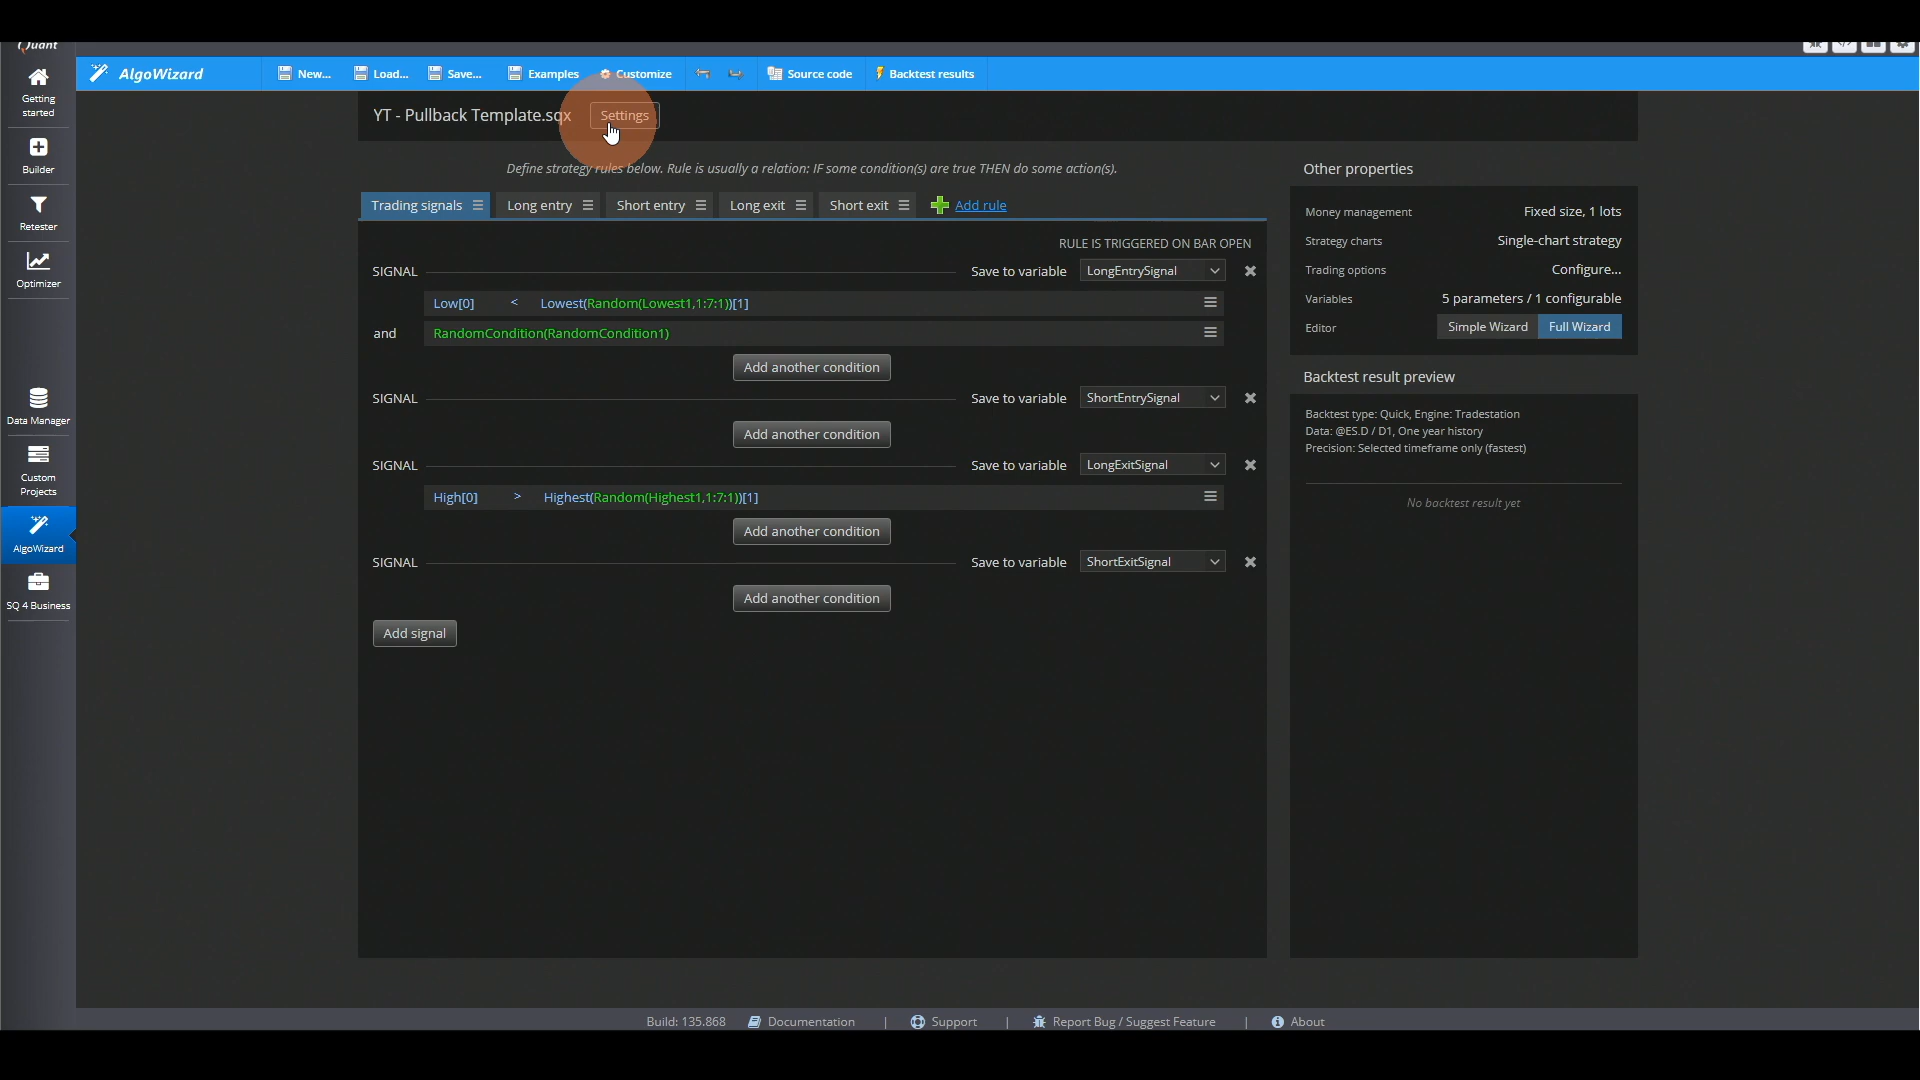 Quant
AlgoWizard
New...
Load...
Save...
Examples
Customize
Source code
Backtest results
Getting
started
Builder
Retester
Optimizer
Data Manager
Custom
Projects
AlgoWizard
SQ 4 Business
YT - Pullback Template.sqx
Settings
Define strategy rules below. Rule is usually a relation: IF some condition(s) are true THEN do some action(s).
Trading signals
Long entry
Short entry
Long exit
Short exit
Add rule
RULE IS TRIGGERED ON BAR OPEN
SIGNAL Save to variable LongEntrySignal
Low[0] < Lowest(Random(Lowest1,1:7:1))[1]
and RandomCondition(RandomCondition1)
Add another condition
SIGNAL Save to variable ShortEntrySignal
Add another condition
SIGNAL Save to variable LongExitSignal
High[0] > Highest(Random(Highest1,1:7:1))[1]
Add another condition
SIGNAL Save to variable ShortExitSignal
Add another condition
Add signal
Other properties
Money management Fixed size, 1 lots
Strategy charts Single-chart strategy
Trading options Configure...
Variables 5 parameters / 1 configurable
Editor Simple Wizard Full Wizard
Backtest result preview
Backtest type: Quick, Engine: Tradestation
Data: @ES.D / D1, One year history
Precision: Selected timeframe only (fastest)
No backtest result yet
Build: 135.868 Documentation | Support | Report Bug / Suggest Feature | About